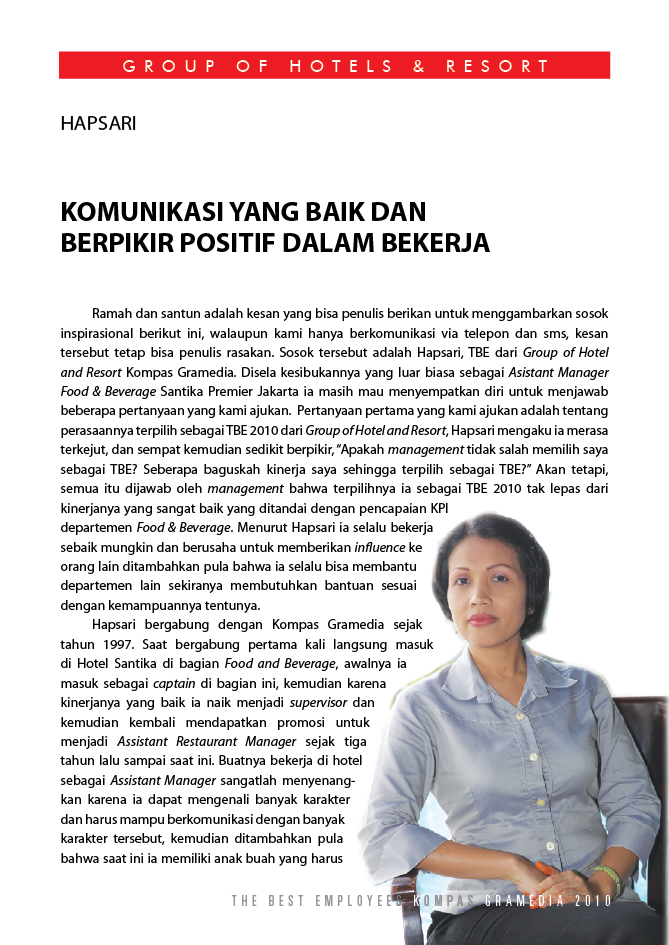 GROUP OF HOTELS & RESORT
HAPSARI
KOMUNIKASI YANG BAIK DAN
BERPIKIR POSITIF DALAM BEKERJA
Ramah dan santun adalah kesan yang bisa penulis berikan untuk menggambarkan sosok
inspirasional berikut ini, walaupun kami hanya berkomunikasi via telepon dan sms, kesan
tersebut tetap bisa penulis rasakan. Sosok tersebut adalah Hapsari, TBE dari Group of Hotel
and Resort Kompas Gramedia. Disela kesibukannya yang luar biasa sebagai Asistant Manager
Food & Beverage Santika Premier Jakarta ia masih mau menyempatkan diri untuk menjawab
beberapa pertanyaan yang kami ajukan. Pertanyaan pertama yang kami ajukan adalah tentang
perasaannya terpilih sebagai TBE 2010 dari Group of Hotel and Resort, Hapsari mengaku ia merasa
terkejut, dan sempat kemudian sedikit berpikir, “Apakah management tidak salah memilih saya
sebagai TBE? Seberapa baguskah kinerja saya sehingga terpilih sebagai TBE?” Akan tetapi,
semua itu dijawab oleh management bahwa terpilihnya ia sebagai TBE 2010 tak lepas dari
kinerjanya yang sangat baik yang ditandai dengan pencapaian KPI
departemen Food & Beverage. Menurut Hapsari ia selalu bekerja
sebaik mungkin dan berusaha untuk memberikan influence ke
orang lain ditambahkan pula bahwa ia selalu bisa membantu
departemen lain sekiranya membutuhkan bantuan sesuai
dengan kemampuannya tentunya.
Hapsari bergabung dengan Kompas Gramedia sejak
tahun 1997. Saat bergabung pertama kali langsung masuk
di Hotel Santika di bagian Food and Beverage, awalnya ia
masuk sebagai captain di bagian ini, kemudian karena
kinerjanya yang baik ia naik menjadi supervisor dan
kemudian kembali mendapatkan promosi untuk
menjadi Assistant Restaurant Manager sejak tiga
tahun lalu sampai saat ini. Buatnya bekerja di hotel
sebagai Assistant Manager sangatlah menyenang-
kan karena ia dapat mengenali banyak karakter
dan harus mampu berkomunikasi dengan banyak
karakter tersebut, kemudian ditambahkan pula
bahwa saat ini ia memiliki anak buah yang harus
THE BEST EMPLOYEES KOMPAS GRAMEDIA 2010